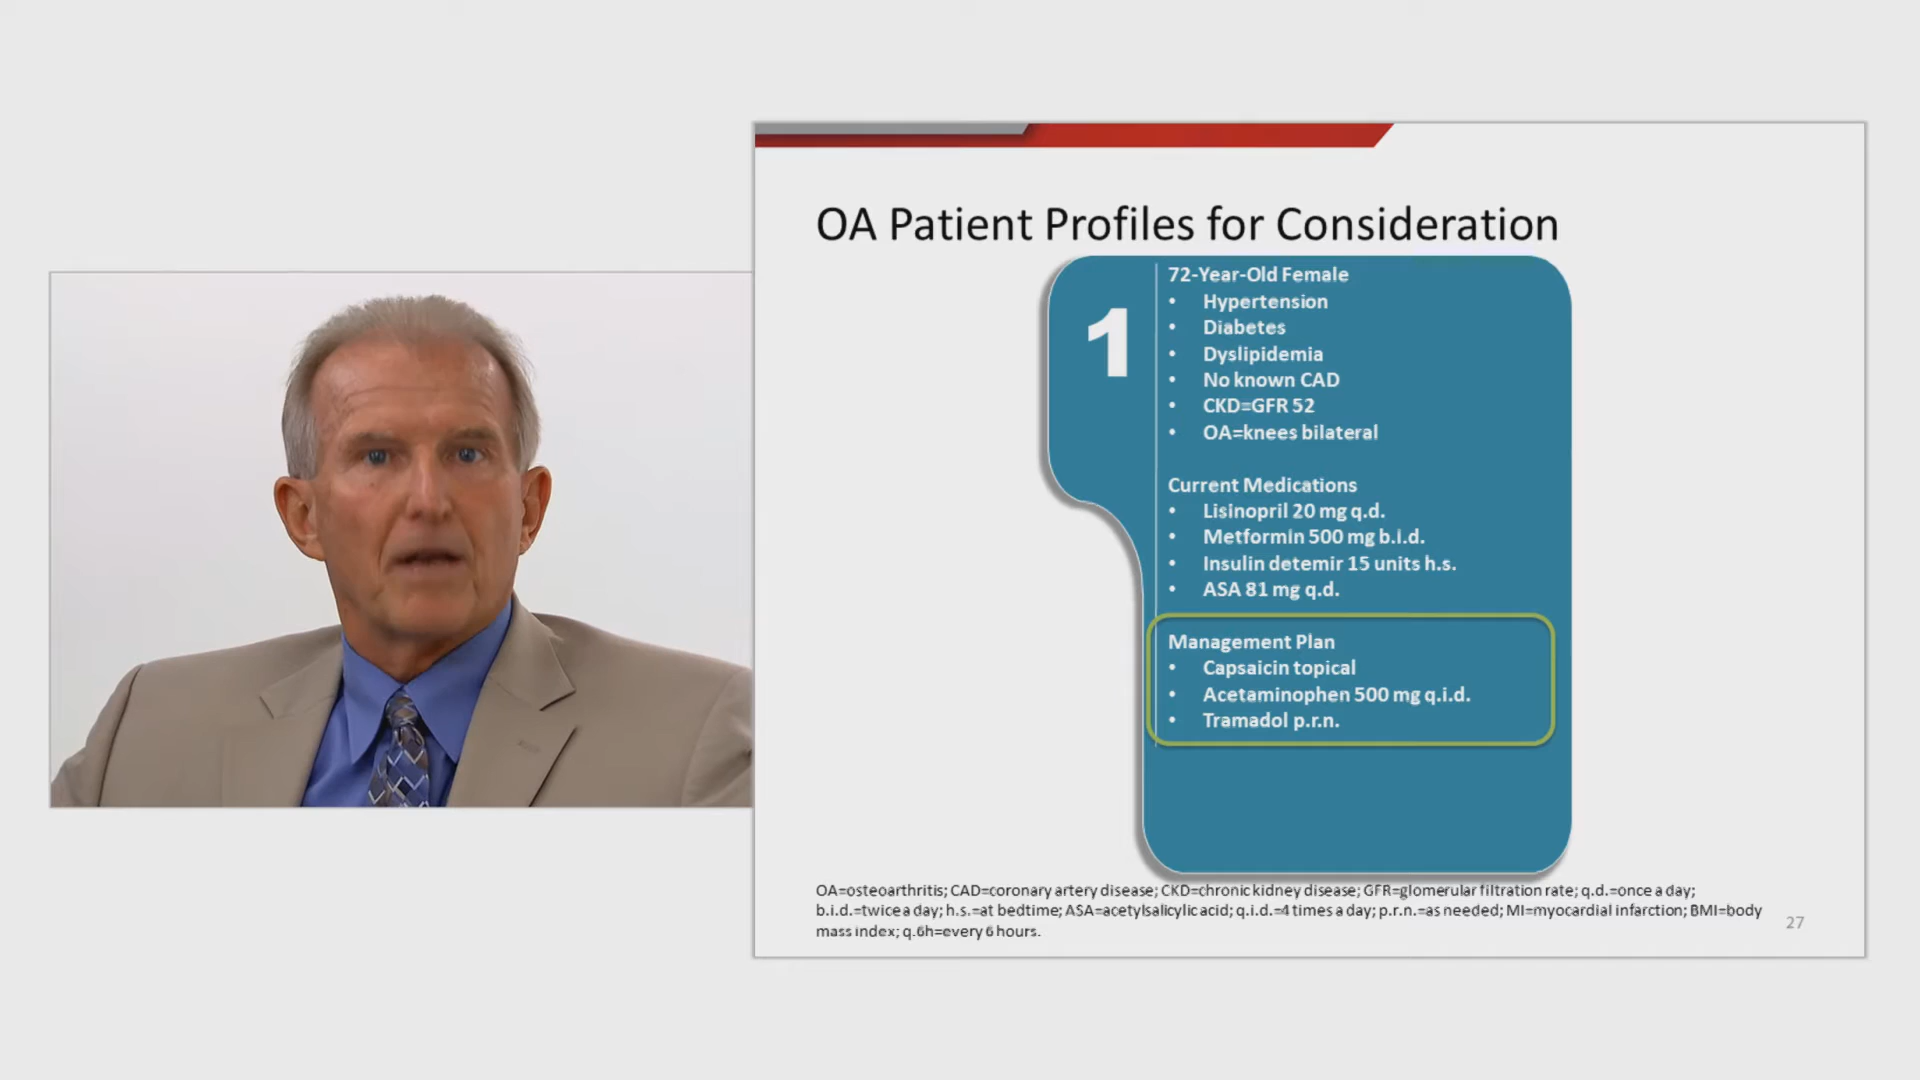 OA Patient Profiles for Consideration
1
72-Year-Old Female
• Hypertension
• Diabetes
• Dyslipidemia
• No known CAD
• CKD=GFR 52
• OA=knees bilateral
Current Medications
• Lisinopril 20 mg q.d.
• Metformin 500 mg b.i.d.
• Insulin detemir 15 units h.s.
• ASA 81 mg q.d.
Management Plan
• Capsaicin topical
• Acetaminophen 500 mg q.i.d.
• Tramadol p.r.n.
OA=osteoarthritis; CAD=coronary artery disease; CKD=chronic kidney disease; GFR=glomerular filtration rate; q.d.=once a day;
b.i.d.=twice a day; h.s.=at bedtime; ASA=acetylsalicylic acid; q.i.d.=4 times a day; p.r.n.=as needed; MI=myocardial infarction; BMI=body
mass index; q.6h=every 6 hours.
27